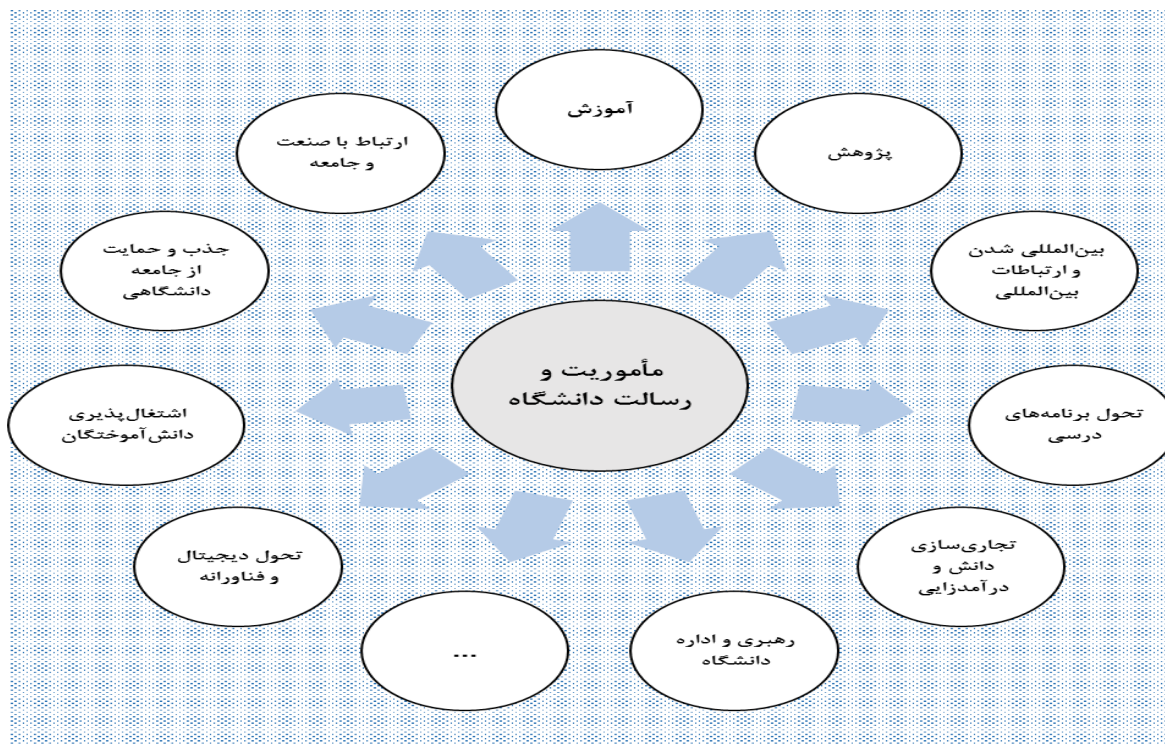 آموزش
پژوهش
بین‌المللی شدن
و ارتباطات
بین‌المللی
تحول برنامه‌های
درسی
تجاری‌سازی
دانش و
درآمدزایی
رهبری و اداره
دانشگاه
...
تحول دیجیتال
و فناورانه
اشتغال‌پذیری
دانش‌آموختگان
جذب و حمایت
از جامعه
دانشگاهی
ارتباط با صنعت
و جامعه
مأموریت و
رسالت دانشگاه